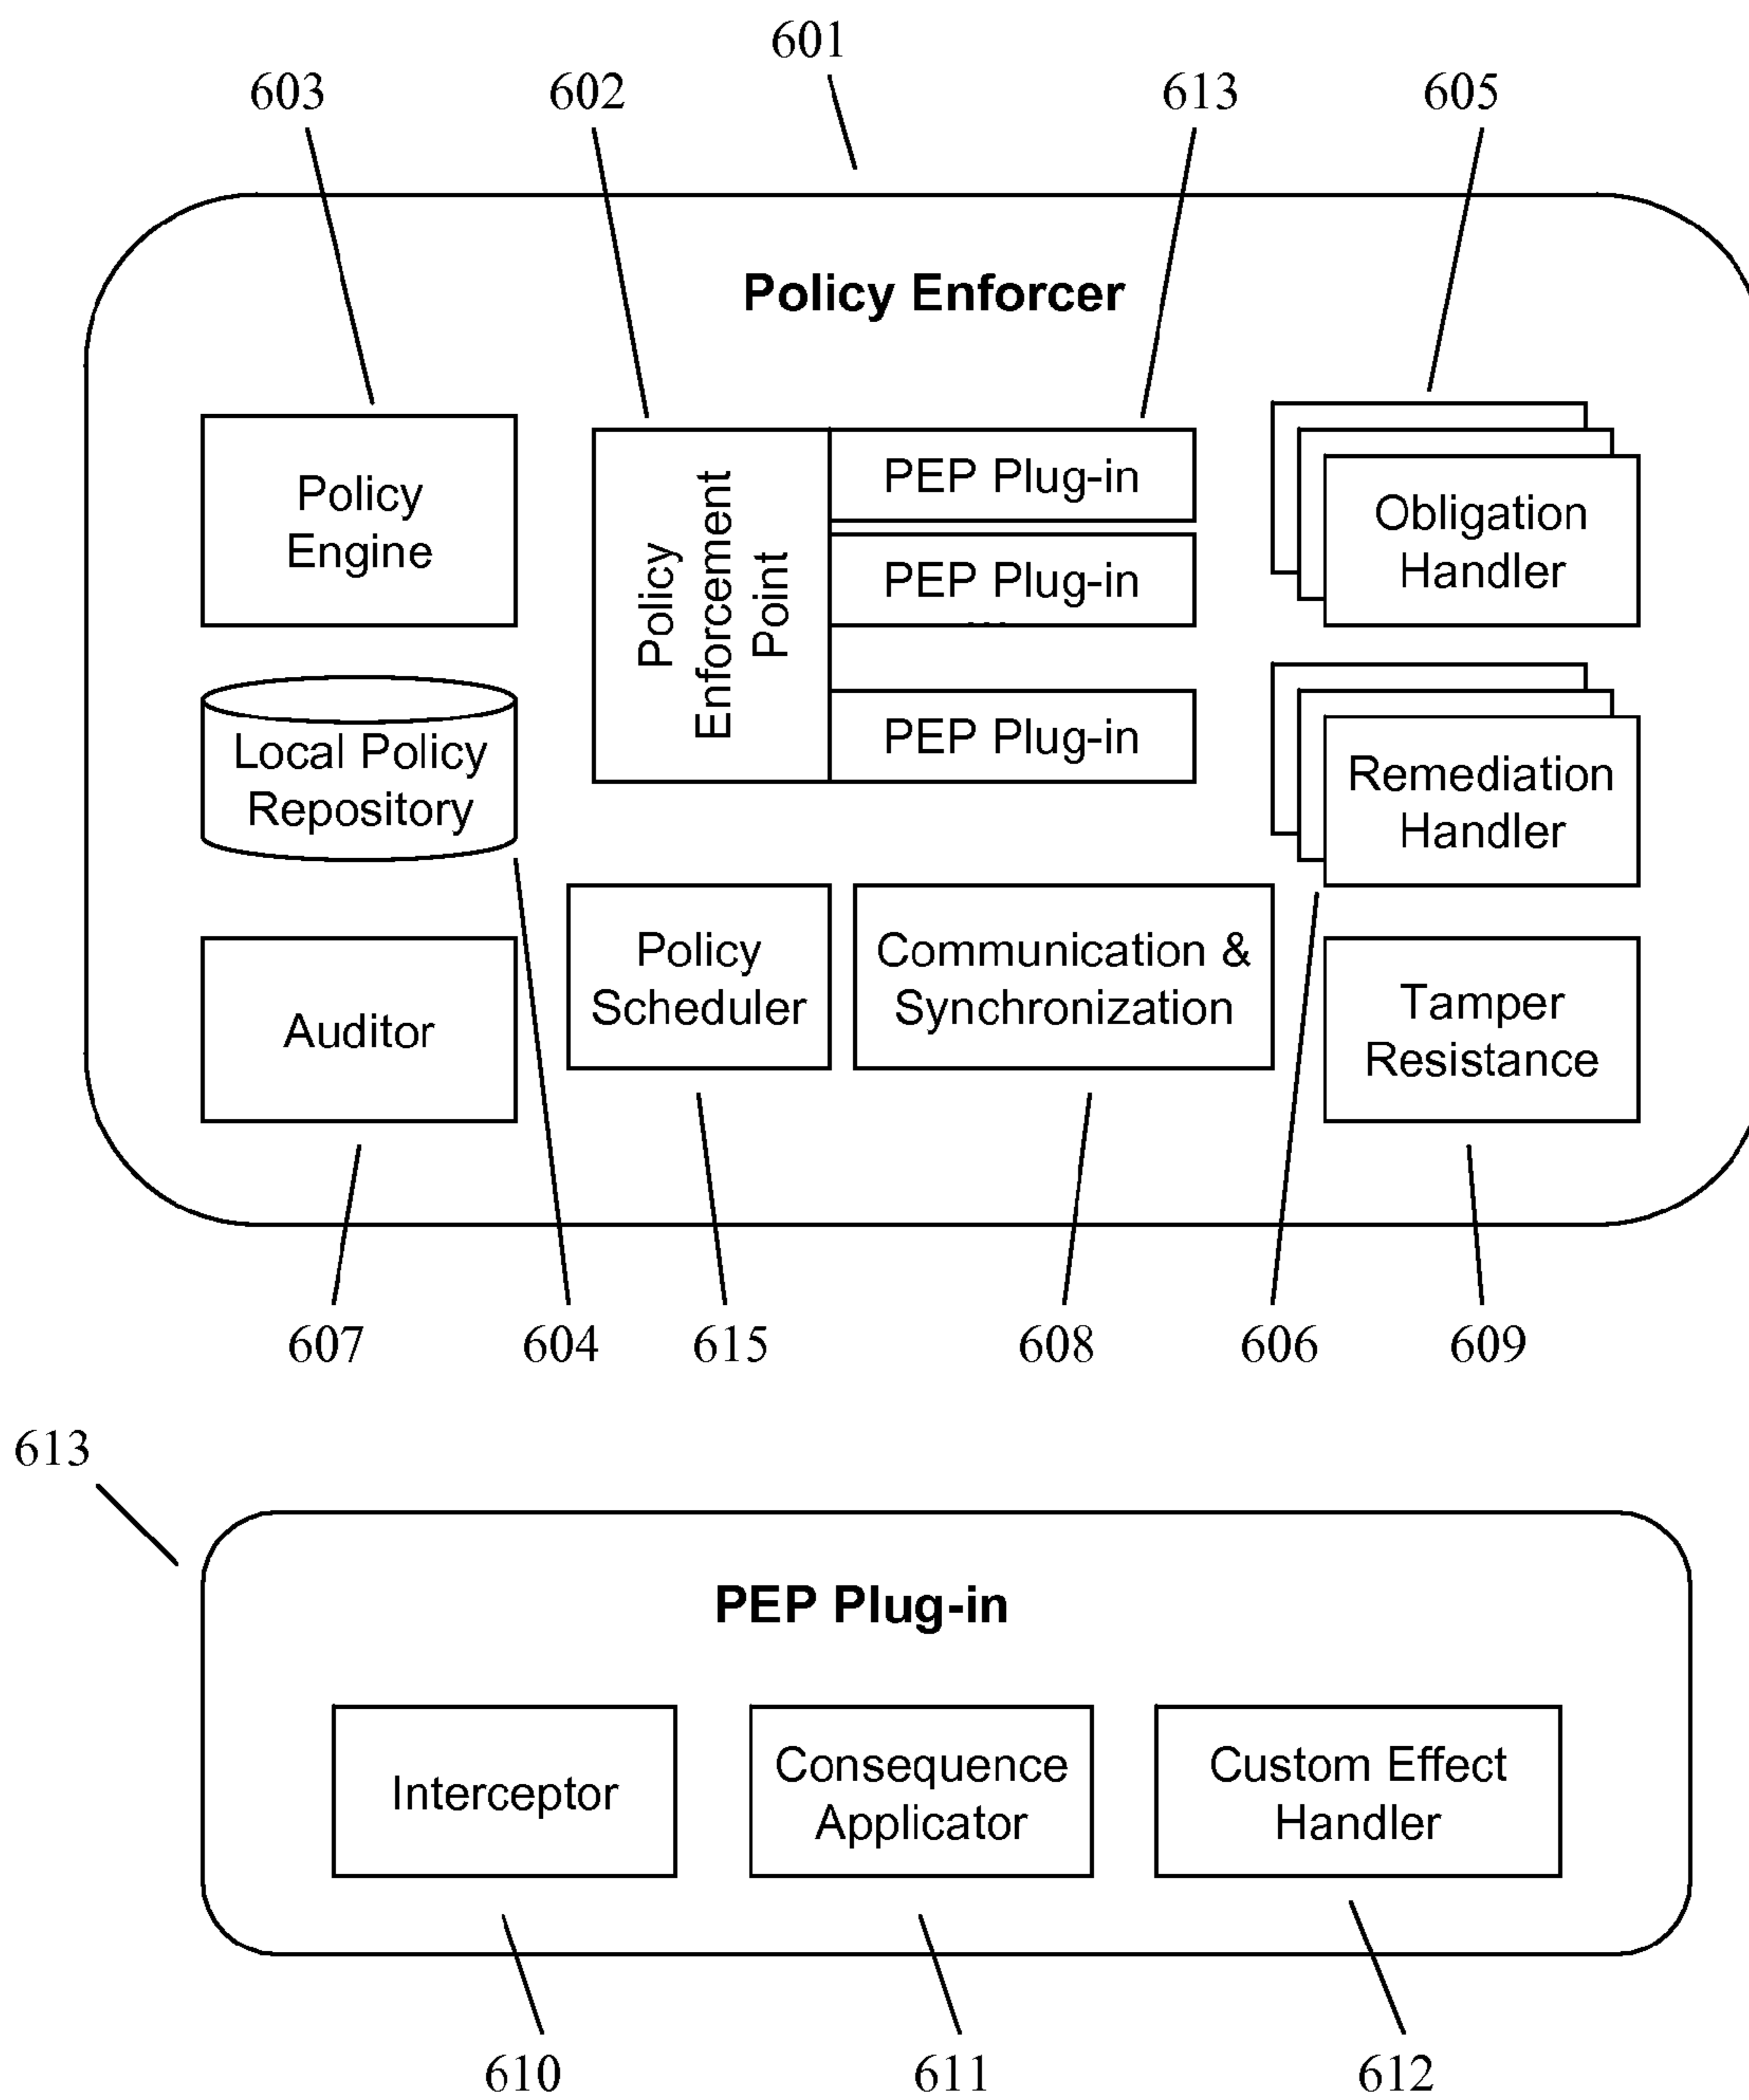 601
603
602
613
605
Policy Enforcer
Policy
Engine
Policy
Enforcement
Point
PEP Plug-in
PEP Plug-in
...
PEP Plug-in
Obligation
Handler
Local Policy
Repository
Remediation
Handler
Auditor
Policy
Scheduler
Communication &
Synchronization
Tamper
Resistance
607
604
615
608
606
609
613
PEP Plug-in
Interceptor
Consequence
Applicator
Custom Effect
Handler
610
611
612